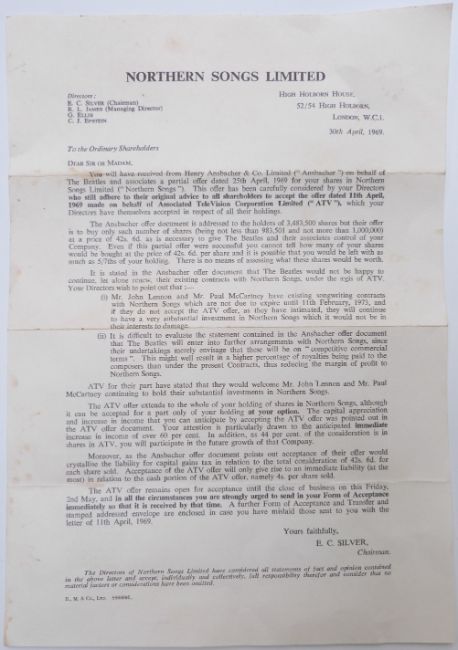 NORTHERN SONGS LIMITED
Directors:
E. C. SILVER (Chairman)
R. L. JAMES (Managing Director)
G. ELLIS
C. J. EPSTEIN
HIGH HOLBORN HOUSE,
52/54 HIGH HOLBORN,
LONDON, W.C.1.
30th April, 1969.
To the Ordinary Shareholders
DEAR SIR OR MADAM,
You will have received from Henry Ansbacher & Co. Limited ("Ansbacher") on behalf of
The Beatles and associates a partial offer dated 25th April, 1969 for your shares in Northern
Songs Limited ("Northern Songs"). This offer has been carefully considered by your Directors
who still adhere to their original advice to all shareholders to accept the offer dated 11th April,
1969 made on behalf of Associated TeleVision Corporation Limited ("ATV"), which your
Directors have themselves accepted in respect of all their holdings.
The Ansbacher offer document is addressed to the holders of 3,483,500 shares but their offer
is to buy only such number of shares (being not less than 983,501 and not more than 1,000,000)
at a price of 42s. 6d. as is necessary to give The Beatles and their associates control of your
Company. Even if this partial offer were successful you cannot tell how many of your shares
would be bought at the price of 42s. 6d. per share and it is possible that you would be left with as
much as 5/7ths of your holding. There is no means of assessing what these shares would be worth.
It is stated in the Ansbacher offer document that The Beatles would not be happy to
continue, let alone renew, their existing contracts with Northern Songs, under the aegis of ATV.
Your Directors wish to point out that :—
(i) Mr. John Lennon and Mr. Paul McCartney have existing songwriting contracts
with Northern Songs which are not due to expire until 11th February, 1973, and
if they do not accept the ATV offer, as they have intimated, they will continue
to have a very substantial investment in Northern Songs which it would not be in
their interests to damage.
(ii) It is difficult to evaluate the statement contained in the Ansbacher offer document
that The Beatles will enter into further arrangements with Northern Songs, since
their undertakings merely envisage that these will be on "competitive commercial
terms". This might well result in a higher percentage of royalties being paid to the
composers than under the present Contracts, thus reducing the margin of profit to
Northern Songs.
ATV for their part have stated that they would welcome Mr. John Lennon and Mr. Paul
McCartney continuing to hold their substantial investments in Northern Songs.
The ATV offer extends to the whole of your holding of shares in Northern Songs, although
it can be accepted for a part only of your holding at your option. The capital appreciation
and increase in income that you can anticipate by accepting the ATV offer was pointed out in
the ATV offer document. Your attention is particularly drawn to the anticipated immediate
increase in income of over 60 per cent. In addition, as 44 per cent. of the consideration is in
shares in ATV, you will participate in the future growth of that Company.
Moreover, as the Ansbacher offer document points out acceptance of their offer would
crystallise the liability for capital gains tax in relation to the total consideration of 42s. 6d. for
each share sold. Acceptance of the ATV offer will only give rise to an immediate liability (at the
most) in relation to the cash portion of the ATV offer, namely 4s. per share sold.
The ATV offer remains open for acceptance until the close of business on this Friday,
2nd May, and in all the circumstances you are strongly urged to send in your Form of Acceptance
immediately so that it is received by that time. A further Form of Acceptance and Transfer and
stamped addressed envelope are enclosed in case you have mislaid those sent to you with the
letter of 11th April, 1969.
Yours faithfully,
E. C. SILVER,
Chairman.
The Directors of Northern Songs Limited have considered all statements of fact and opinion contained
in the above letter and accept, individually and collectively, full responsibility therefor and consider that no
material factors or considerations have been omitted.